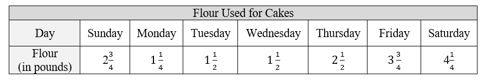 Flour Used for Cakes
Day Sunday Monday Tuesday Wednesday Thursday Friday Saturday
Flour (in pounds) 2 3/4 1 1/4 1 1/2 1 1/2 2 1/2 3 3/4 4 1/4